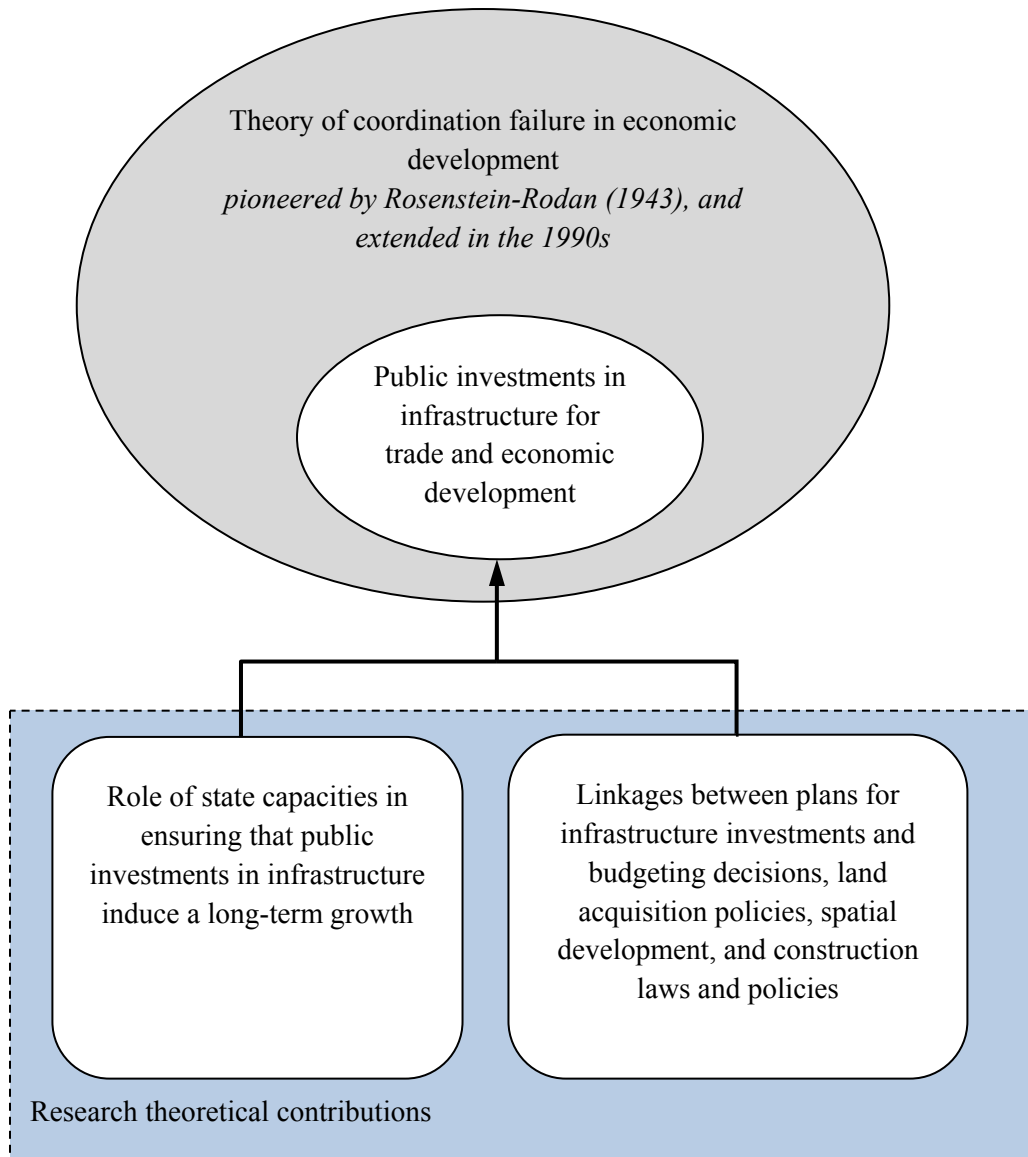 Theory of coordination failure in economic
development
pioneered by Rosenstein-Rodan (1943), and
extended in the 1990s
Public investments in
infrastructure for
trade and economic
development
Role of state capacities in
ensuring that public
investments in infrastructure
induce a long-term growth
Linkages between plans for
infrastructure investments and
budgeting decisions, land
acquisition policies, spatial
development, and construction
laws and policies
Research theoretical contributions